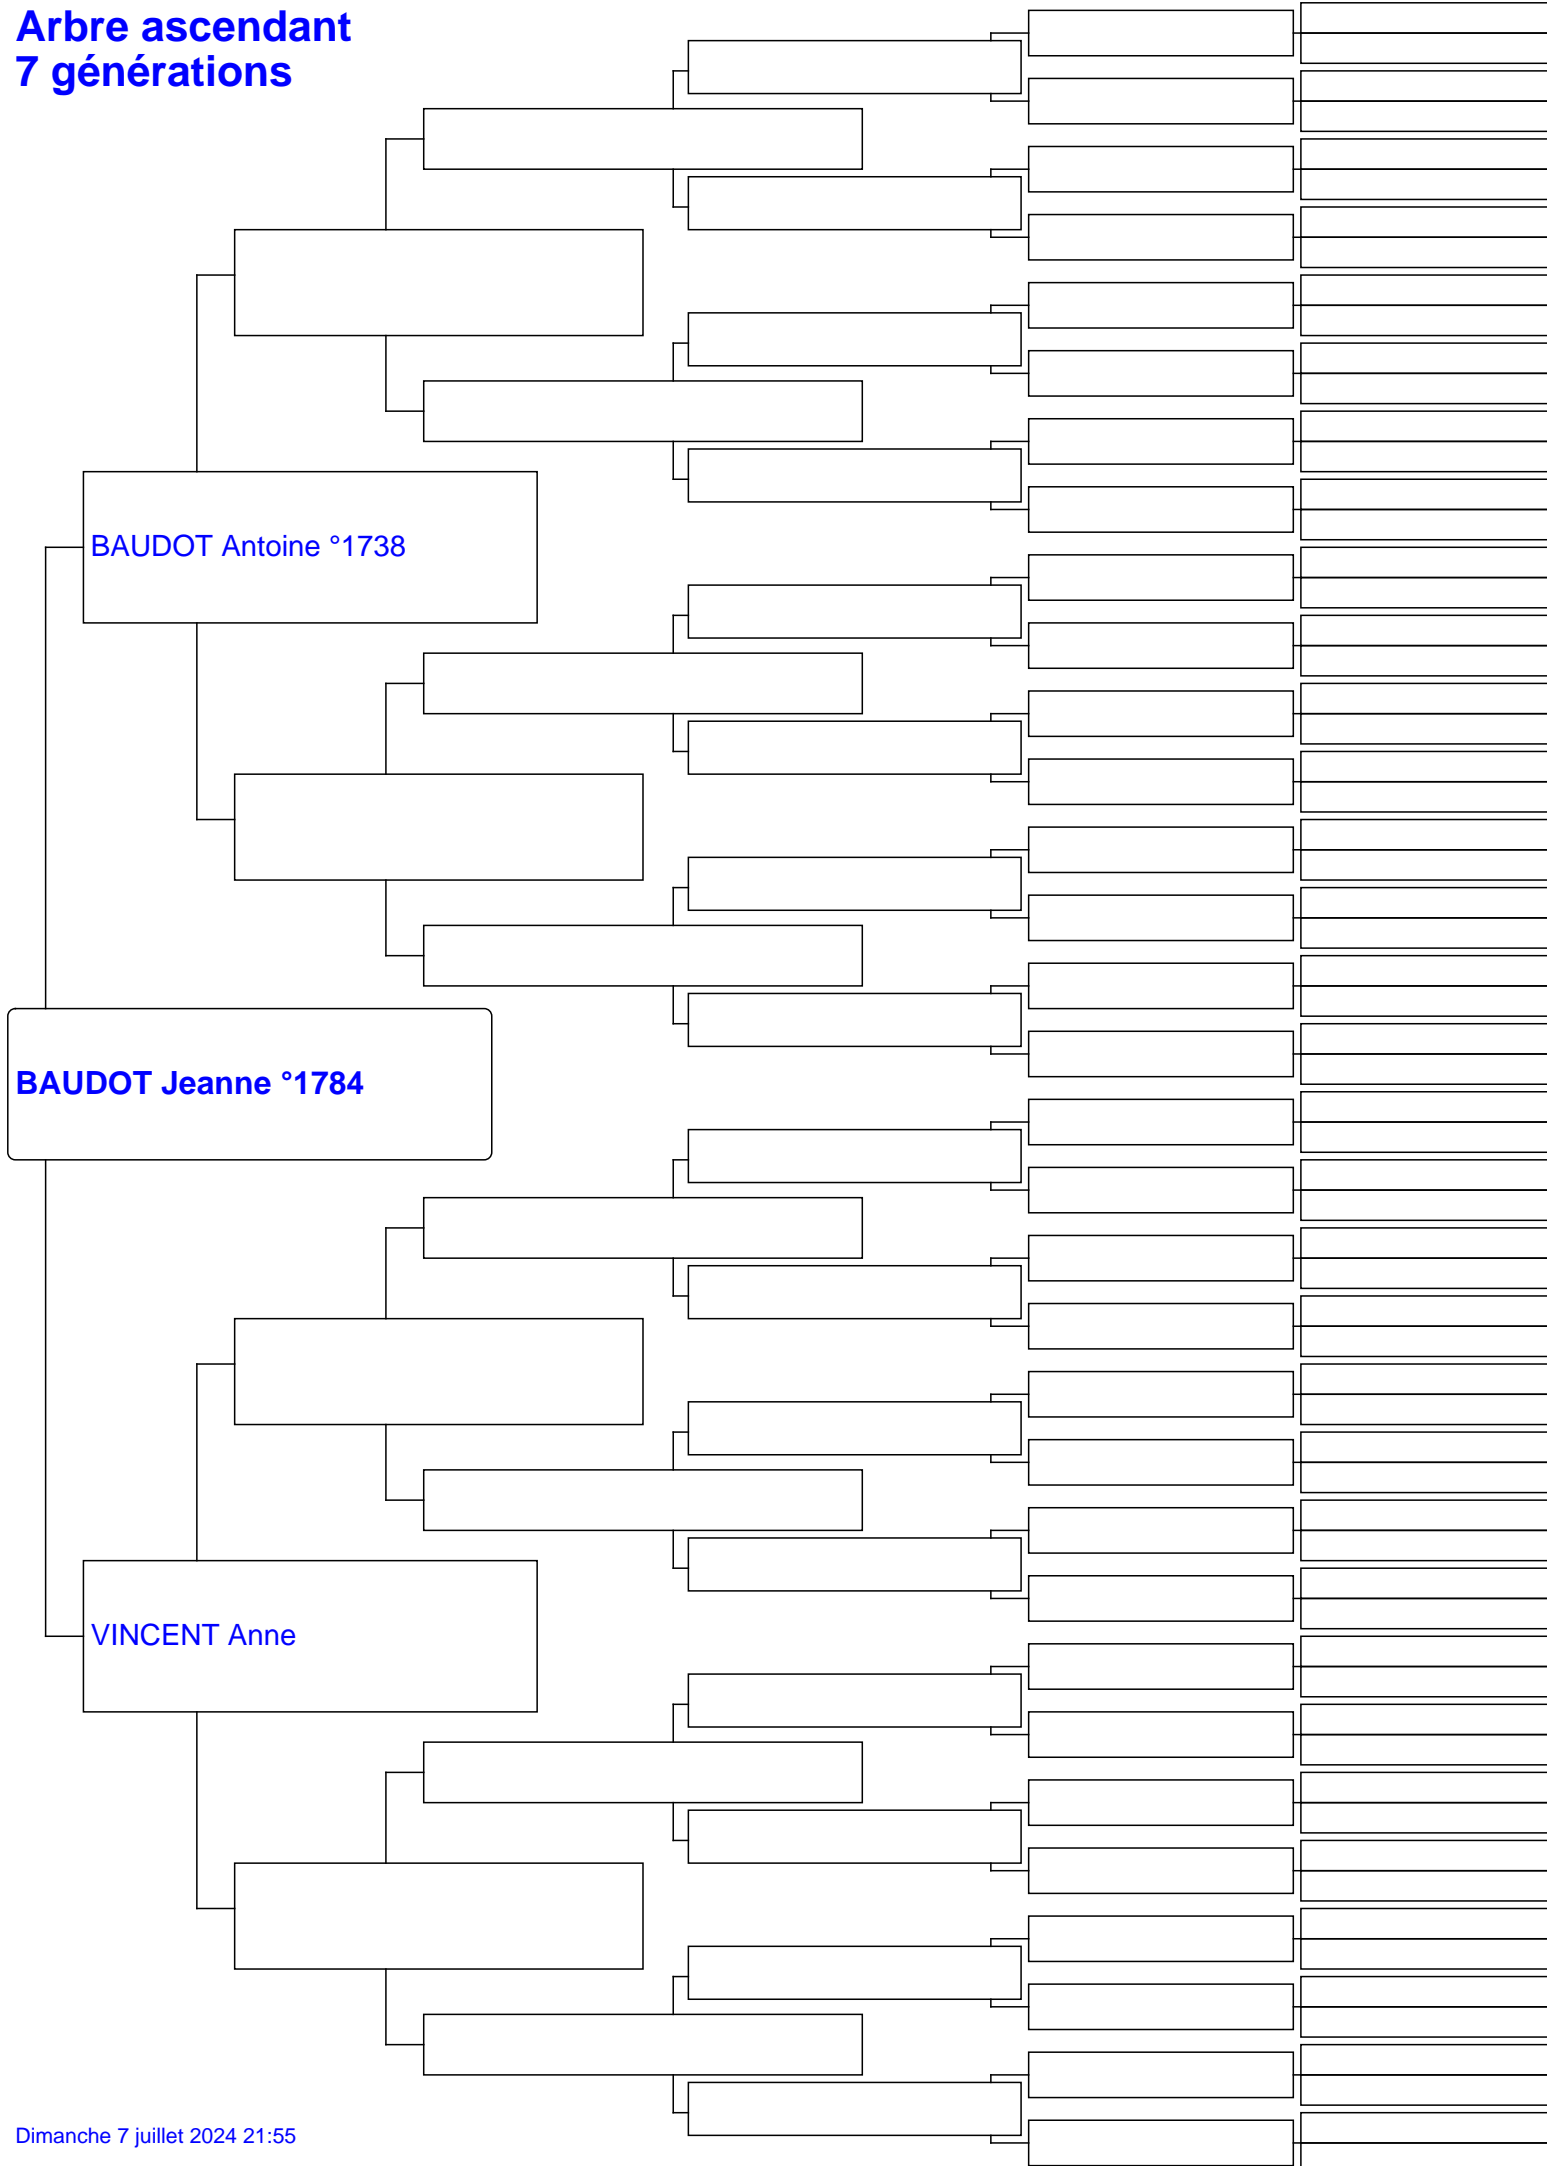 Arbre ascendant
7 générations
BAUDOT Antoine °1738
BAUDOT Jeanne °1784
VINCENT Anne
Dimanche 7 juillet 2024 21:55